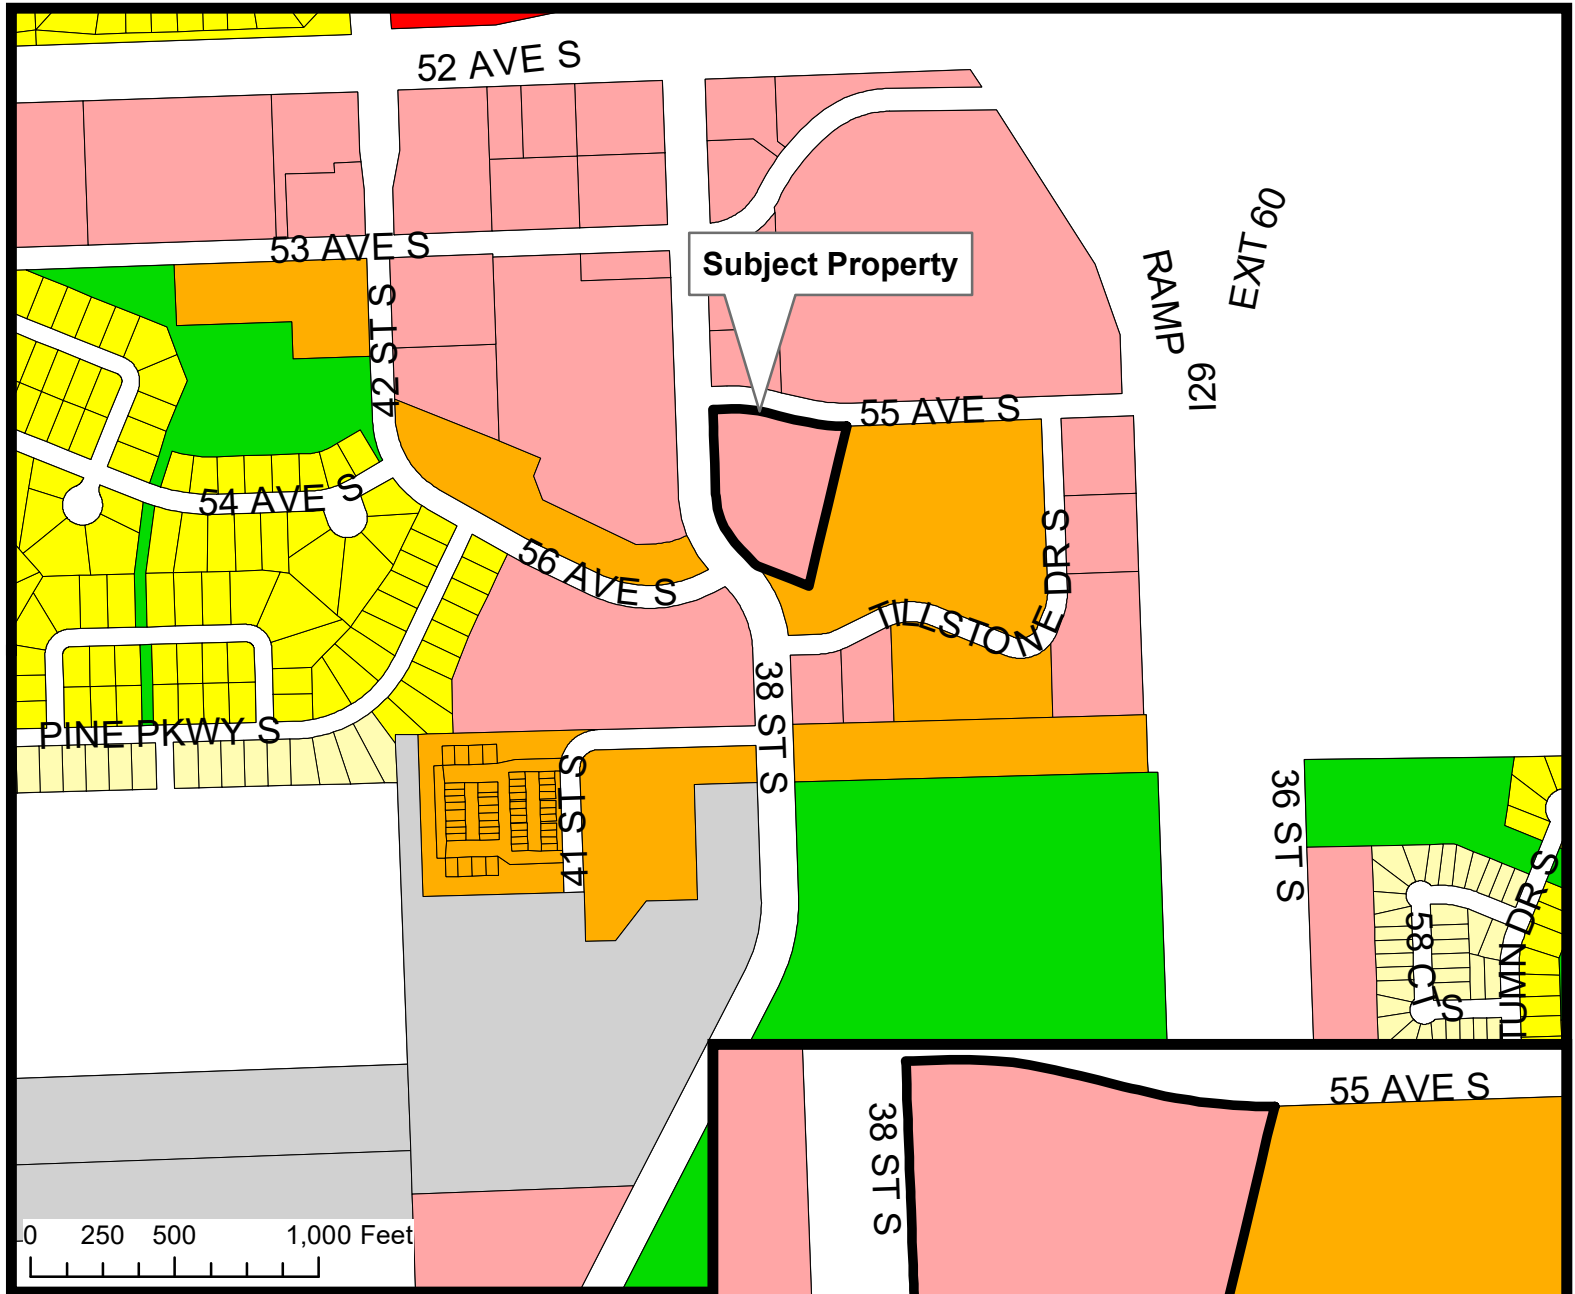 52 AVE S
53 AVE S
42 ST S
Subject Property
RAMP
EXIT 60
I29
55 AVE S
54 AVE S
56 AVE S
TILLSTONE DR S
38 ST S
PINE PKWY S
41 ST S
36 ST S
58 CT S
TUMN DR S
55 AVE S
38 ST S
0 250 500 1,000 Feet